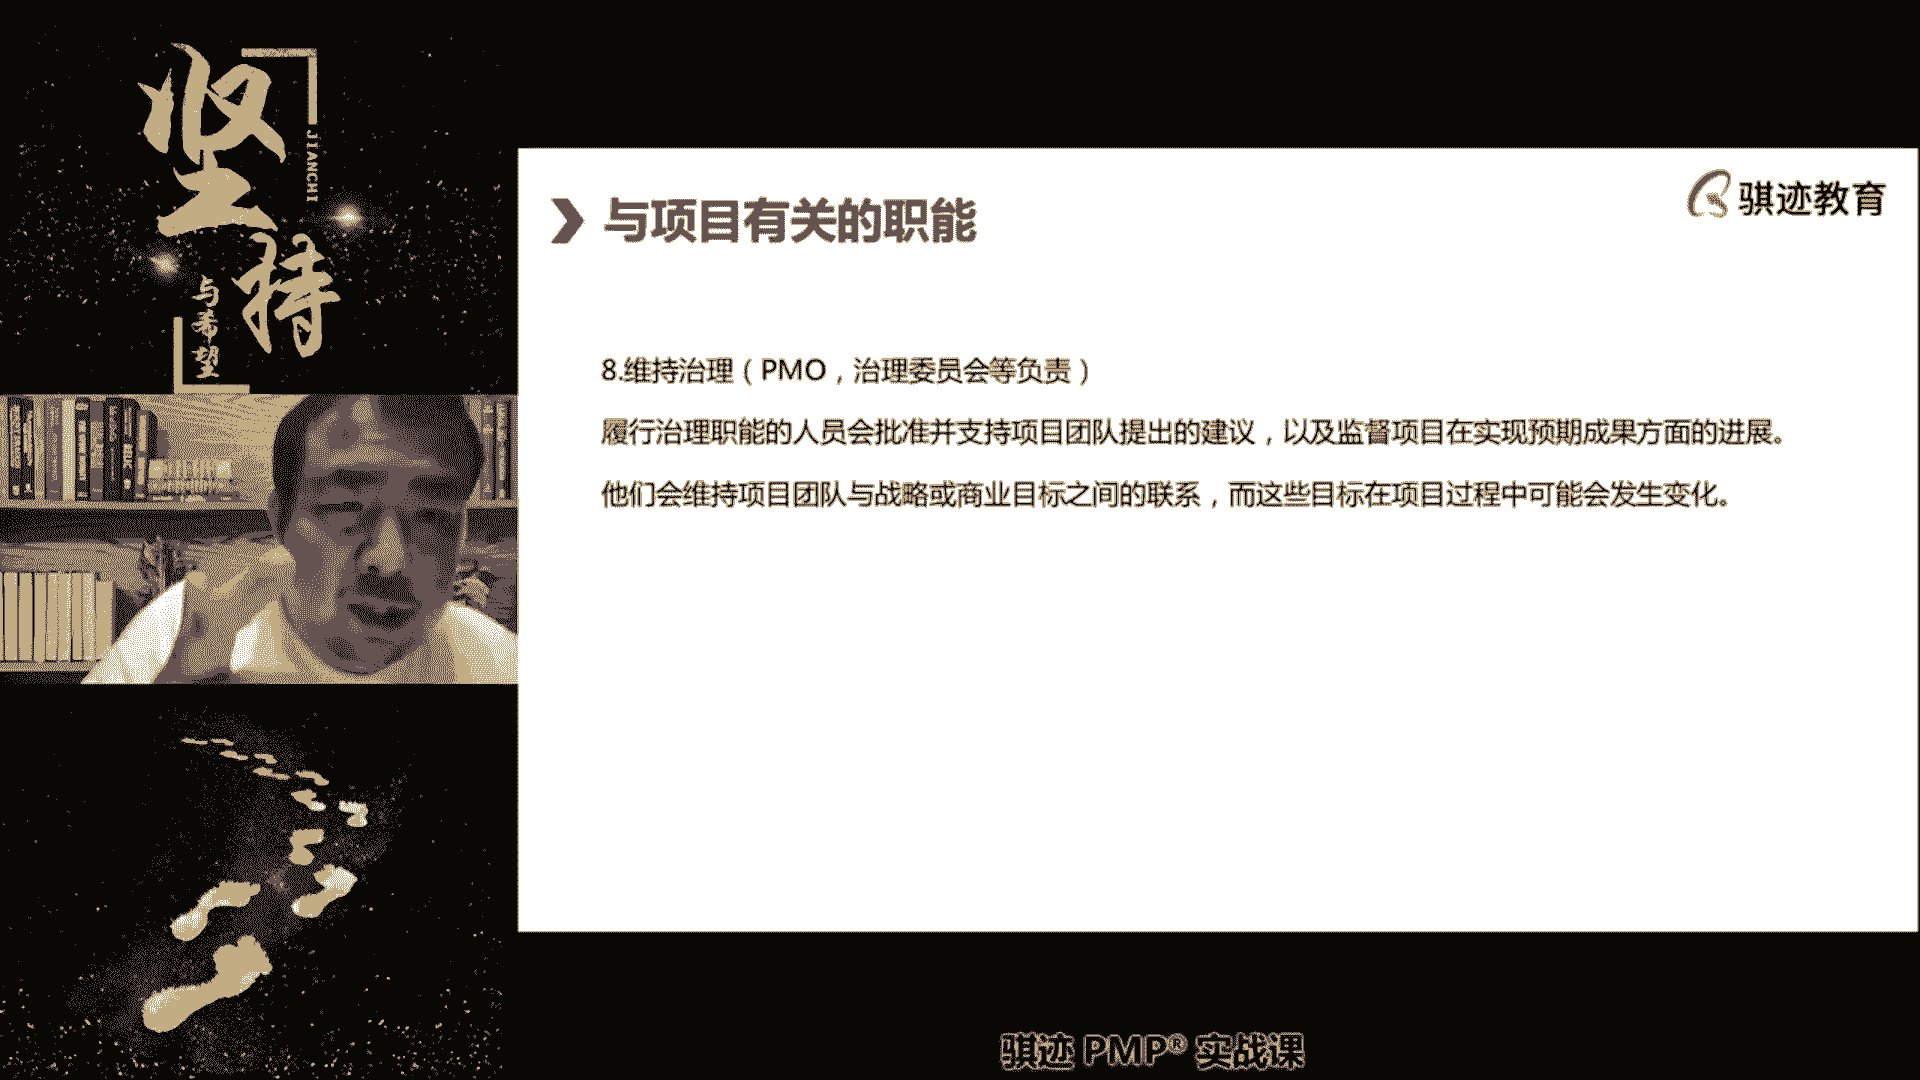 坚持
JIANCHI
与希望
骐迹教育
与项目有关的职能
8.维持治理（PMO，治理委员会等负责）
履行治理职能的人员会批准并支持项目团队提出的建议，以及监督项目在实现预期成果方面的进展。
他们会维持项目团队与战略或商业目标之间的联系，而这些目标在项目过程中可能会发生变化。
骐迹 PMP® 实战课